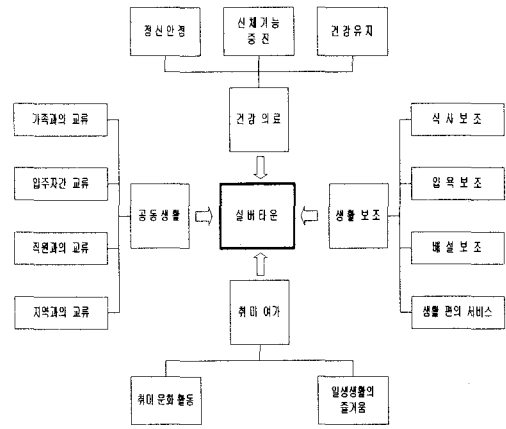 정신안정
신체기능
증 진
건강유지
가족과의 교류
건강 의료
식 사 보 조
입주자간 교류
입 욕 보 조
공동생활
실버타운
생활 보조
직원과의 교류
배 설 보 조
지역과의 교류
취미 여가
생활 편의 서비스
취미 문화 활동
일생생활의
즐거움